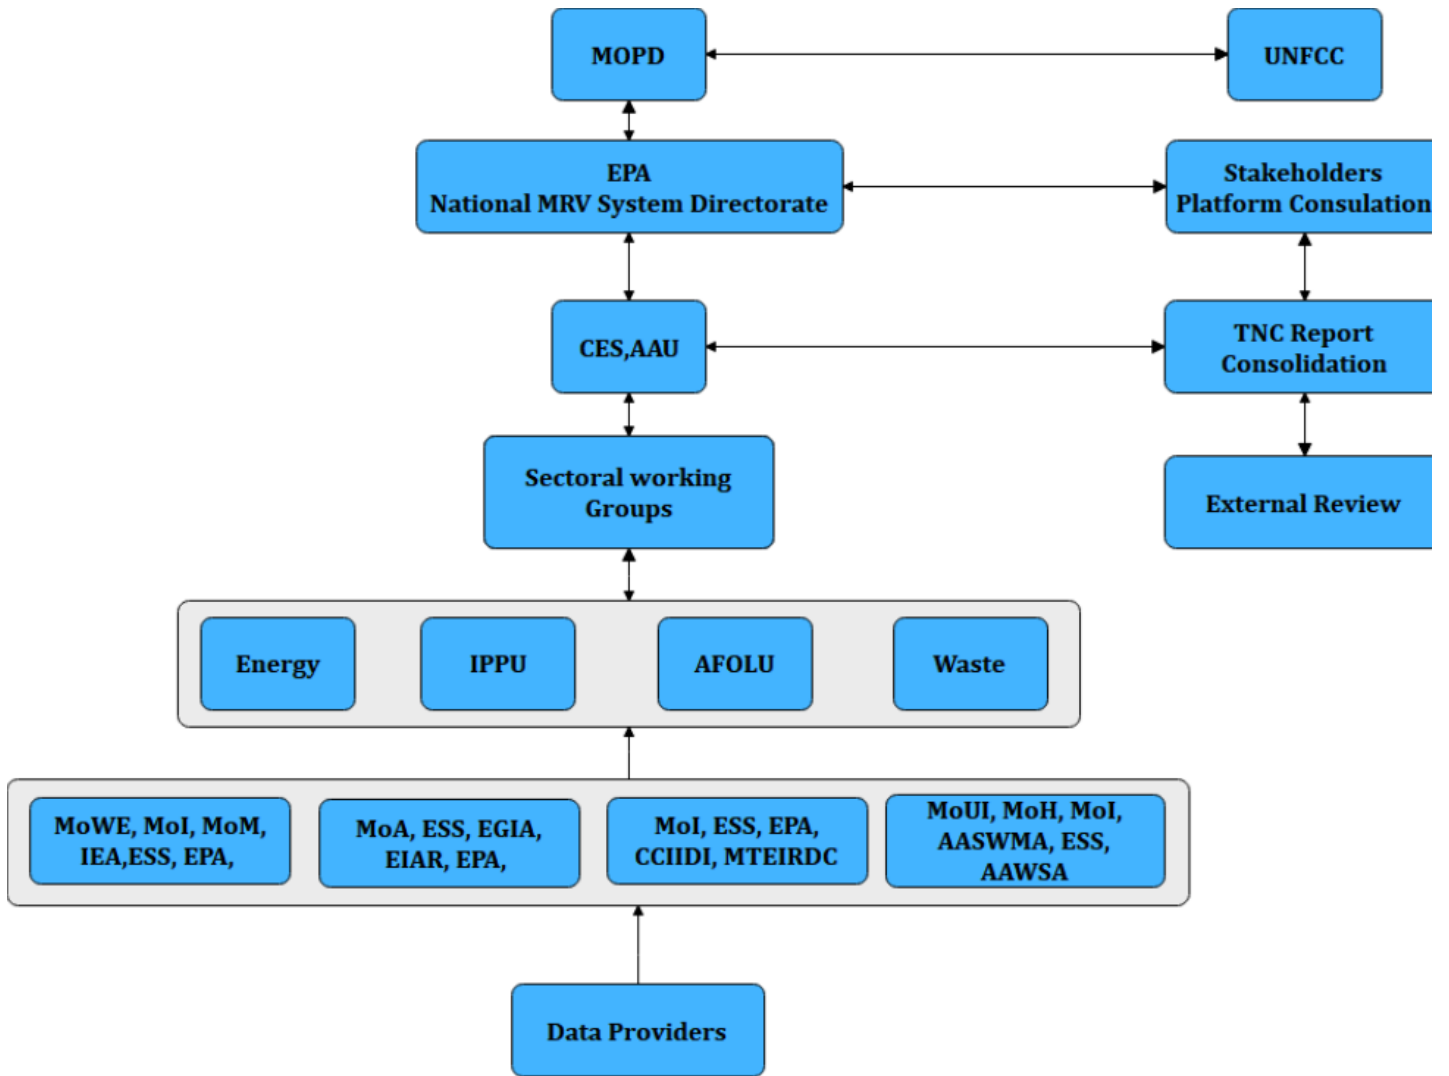 MOPD
UNFCC
EPA
National MRV System Directorate
Stakeholders
Platform Consulation
CES,AAU
TNC Report
Consolidation
Sectoral working
Groups
External Review
Energy
IPPU
AFOLU
Waste
MoWE, MoI, MoM,
IEA,ESS, EPA,
MoA, ESS, EGIA,
EIAR, EPA,
MoI, ESS, EPA,
CCIIDI, MTEIRDC
MoUI, MoH, MoI,
AASWMA, ESS,
AAWSA
Data Providers